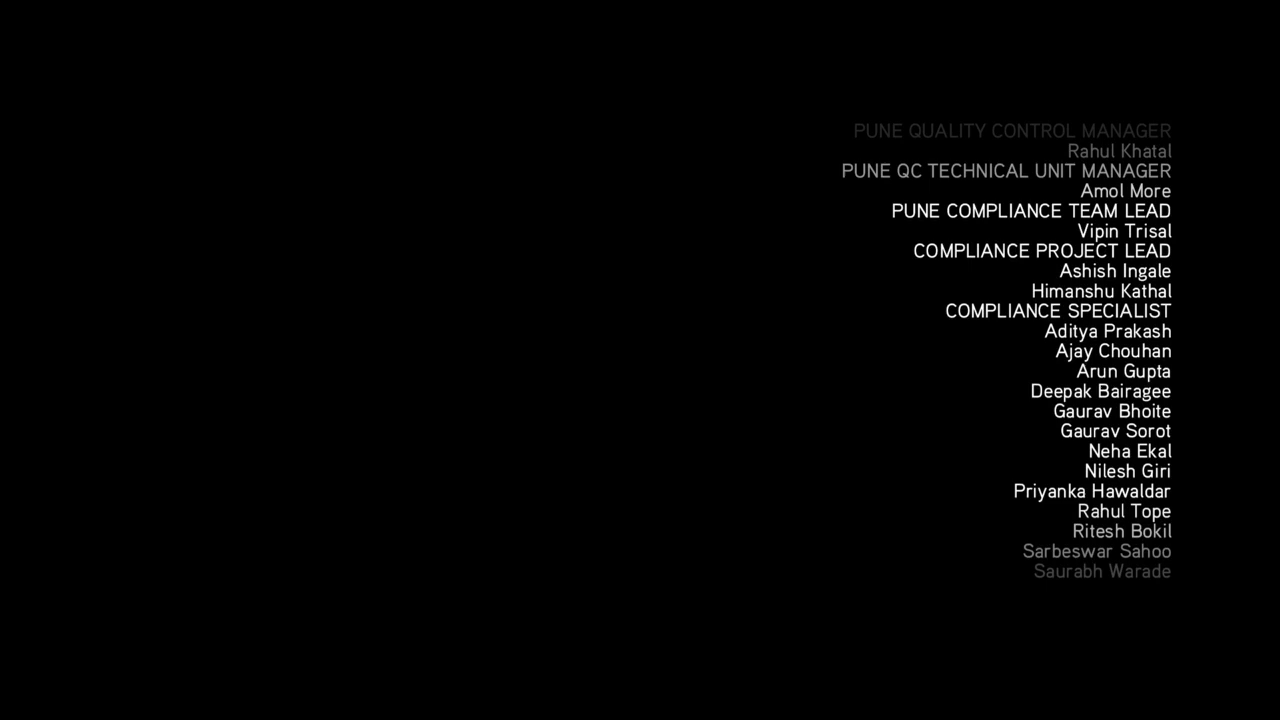 PUNE QUALITY CONTROL MANAGER
Rahul Khatal
PUNE QC TECHNICAL UNIT MANAGER
Amol More
PUNE COMPLIANCE TEAM LEAD
Vipin Trisal
COMPLIANCE PROJECT LEAD
Ashish Ingale
Himanshu Kathal
COMPLIANCE SPECIALIST
Aditya Prakash
Ajay Chouhan
Arun Gupta
Deepak Bairagee
Gaurav Bhoite
Gaurav Sorot
Neha Ekal
Nilesh Giri
Priyanka Hawaldar
Rahul Tope
Ritesh Bokil
Sarbeswar Sahoo
Saurabh Warade